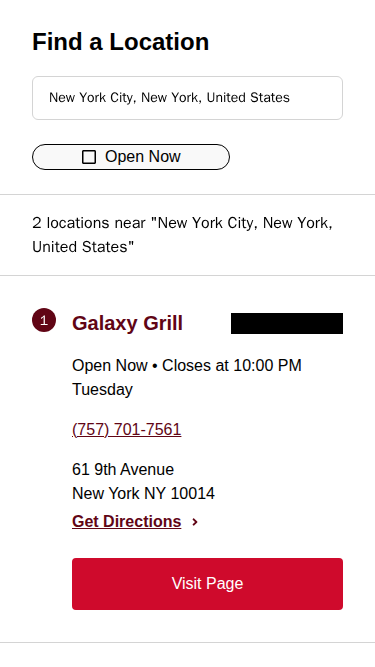 Find a Location
New York City, New York, United States
Open Now
2 locations near "New York City, New York,
United States"
1
Galaxy Grill
Open Now • Closes at 10:00 PM
Tuesday
(757) 701-7561
61 9th Avenue
New York NY 10014
Get Directions
Visit Page